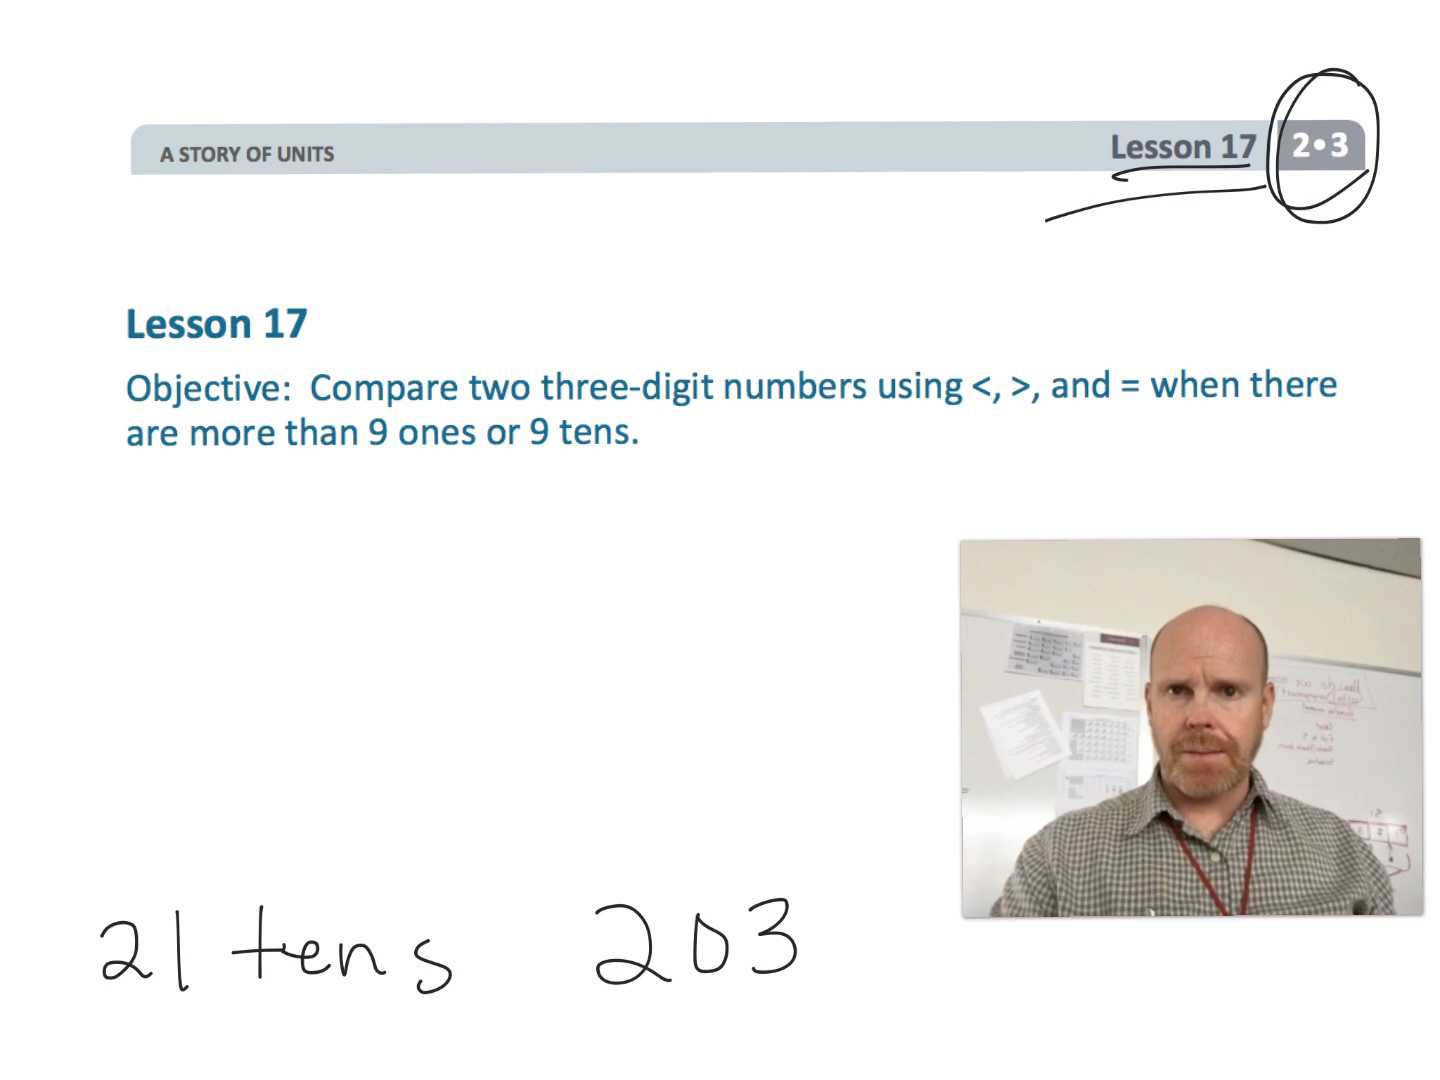 A STORY OF UNITS
Lesson 17 2•3
Lesson 17
Objective: Compare two three-digit numbers using <, >, and = when there
are more than 9 ones or 9 tens.
21 tens 203